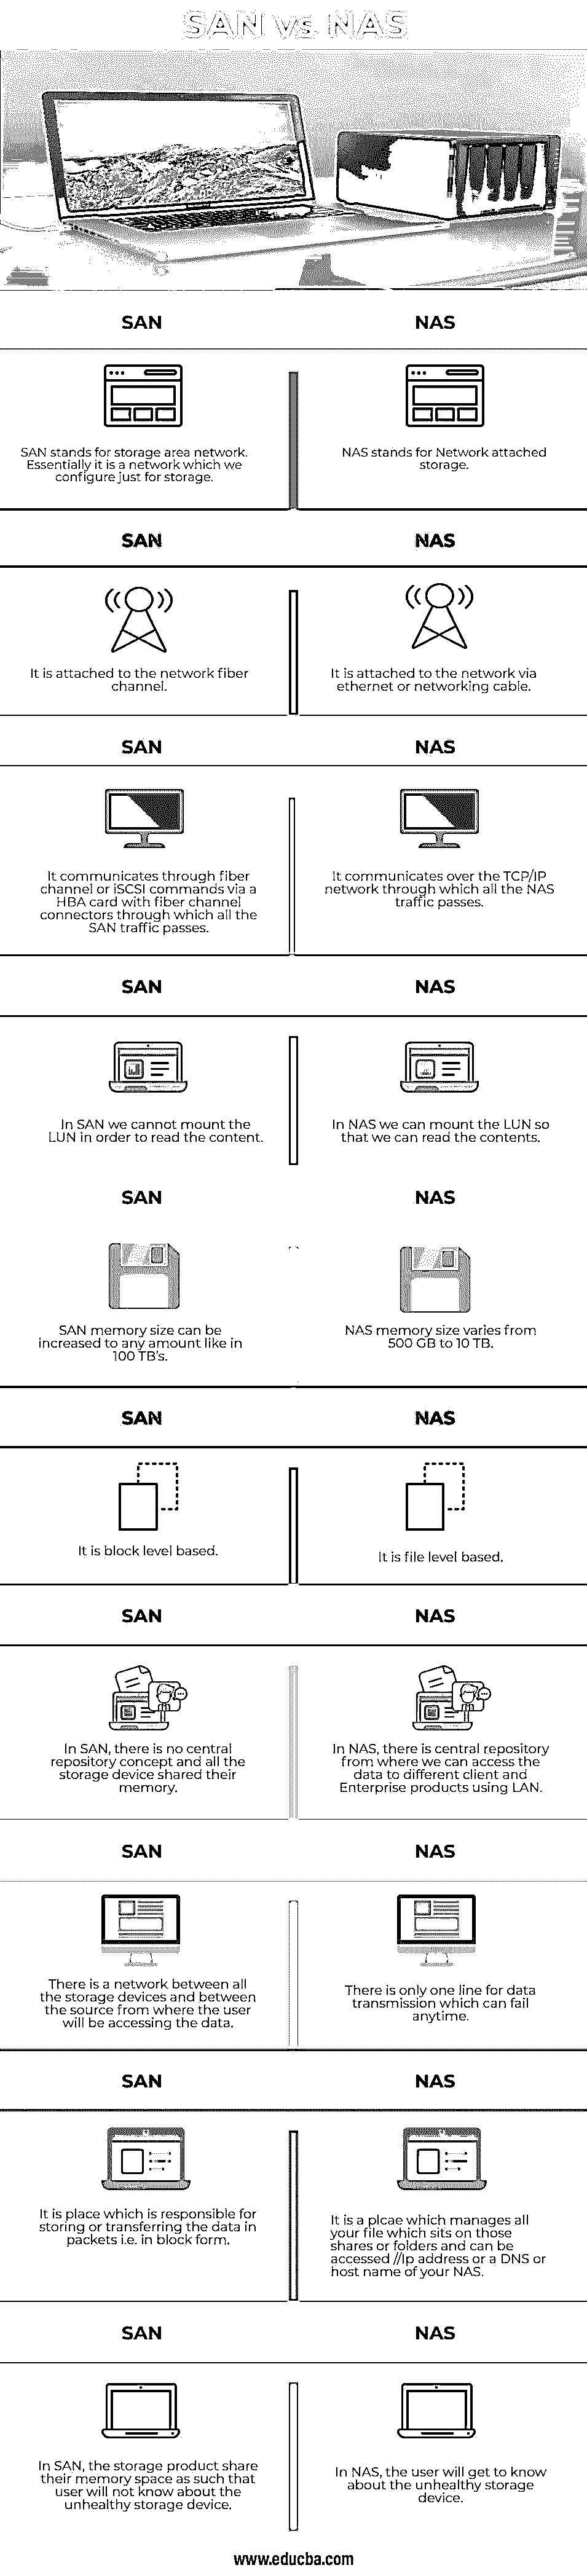 SAN vs NAS
SAN
NAS
SAN stands for storage area network.
Essentially it is a network which we
configure just for storage.
NAS stands for Network attached
storage.
SAN
NAS
It is attached to the network fiber
channel.
It is attached to the network via
ethernet or networking cable.
SAN
NAS
It communicates through fiber
channel or iSCSI commands via a
HBA card with fiber channel
connectors through which all the
SAN traffic passes.
It communicates over the TCP/IP
network through which all the NAS
traffic passes.
SAN
NAS
In SAN we cannot mount the
LUN in order to read the content.
In NAS we can mount the LUN so
that we can read the contents.
SAN
NAS
SAN memory size can be
increased to any amount like in
100 TB's.
NAS memory size varies from
500 GB to 10 TB.
SAN
NAS
It is block level based.
It is file level based.
SAN
NAS
In SAN, there is no central
repository concept and all the
storage device shared their
memory.
In NAS, there is central repository
from where we can access the
data to different client and
Enterprise products using LAN.
SAN
NAS
There is a network between all
the storage devices and between
the source from where the user
will be accessing the data.
There is only one line for data
transmission which can fail
anytime.
SAN
NAS
It is place which is responsible for
storing or transferring the data in
packets i.e. in block form.
It is a plcae which manages all
your file which sits on those
shares or folders and can be
accessed //Ip address or a DNS or
host name of your NAS.
SAN
NAS
In SAN, the storage product share
their memory space as such that
user will not know about the
unhealthy storage device.
In NAS, the user will get to know
about the unhealthy storage
device.
www.educba.com